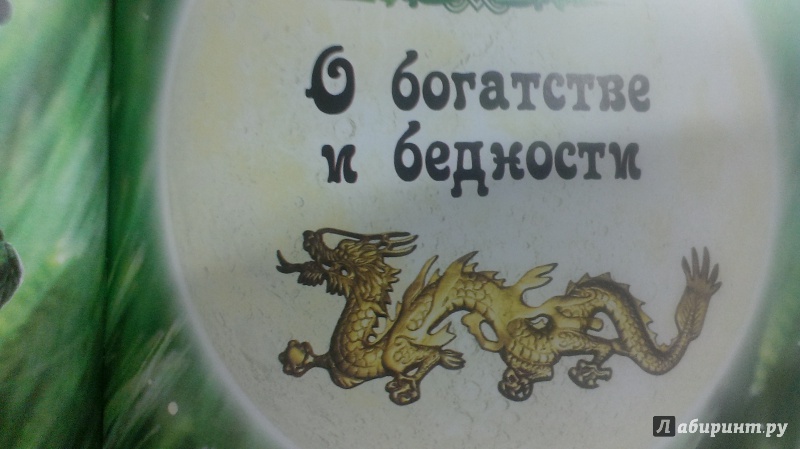 О богатстве
и бедности
Лабиринт.ру